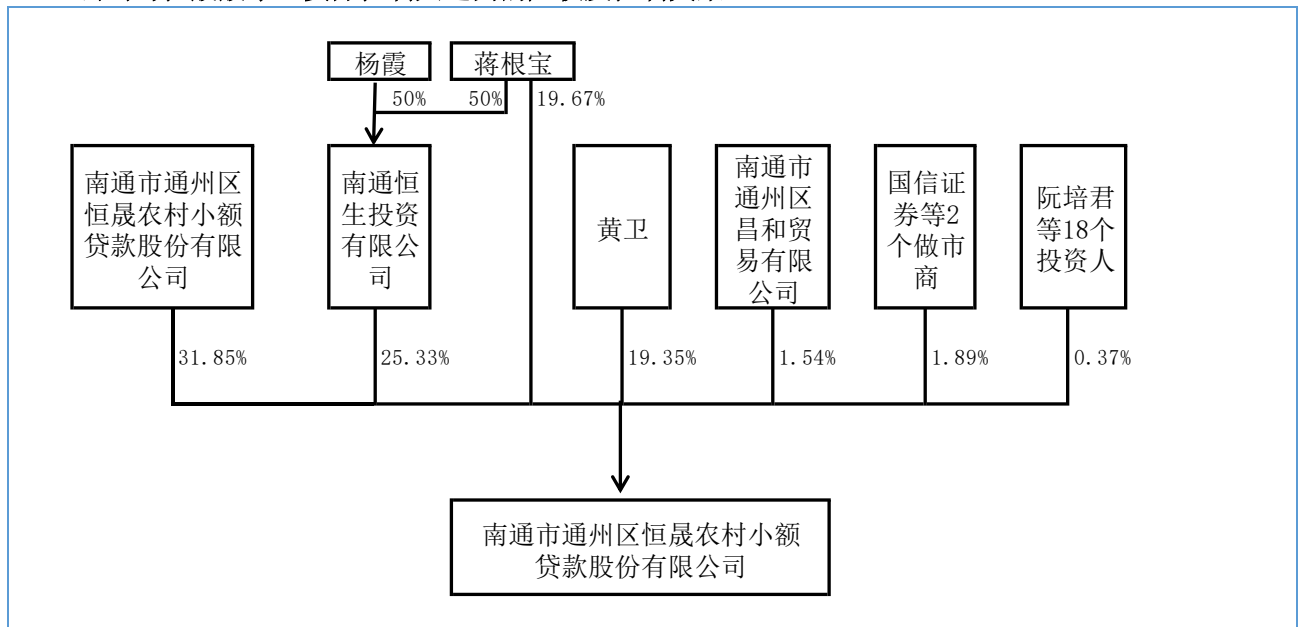 杨霞
蒋根宝
50%
50%
19.67%
南通市通州区
恒晟农村小额
贷款股份有限
公司
南通恒
生投资
有限公
司
黄卫
南通市
通州区
昌和贸
易有限
公司
国信证
券等2
个做市
商
阮培君
等18个
投资人
31.85%
25.33%
19.35%
1.54%
1.89%
0.37%
南通市通州区恒晟农村小额
贷款股份有限公司